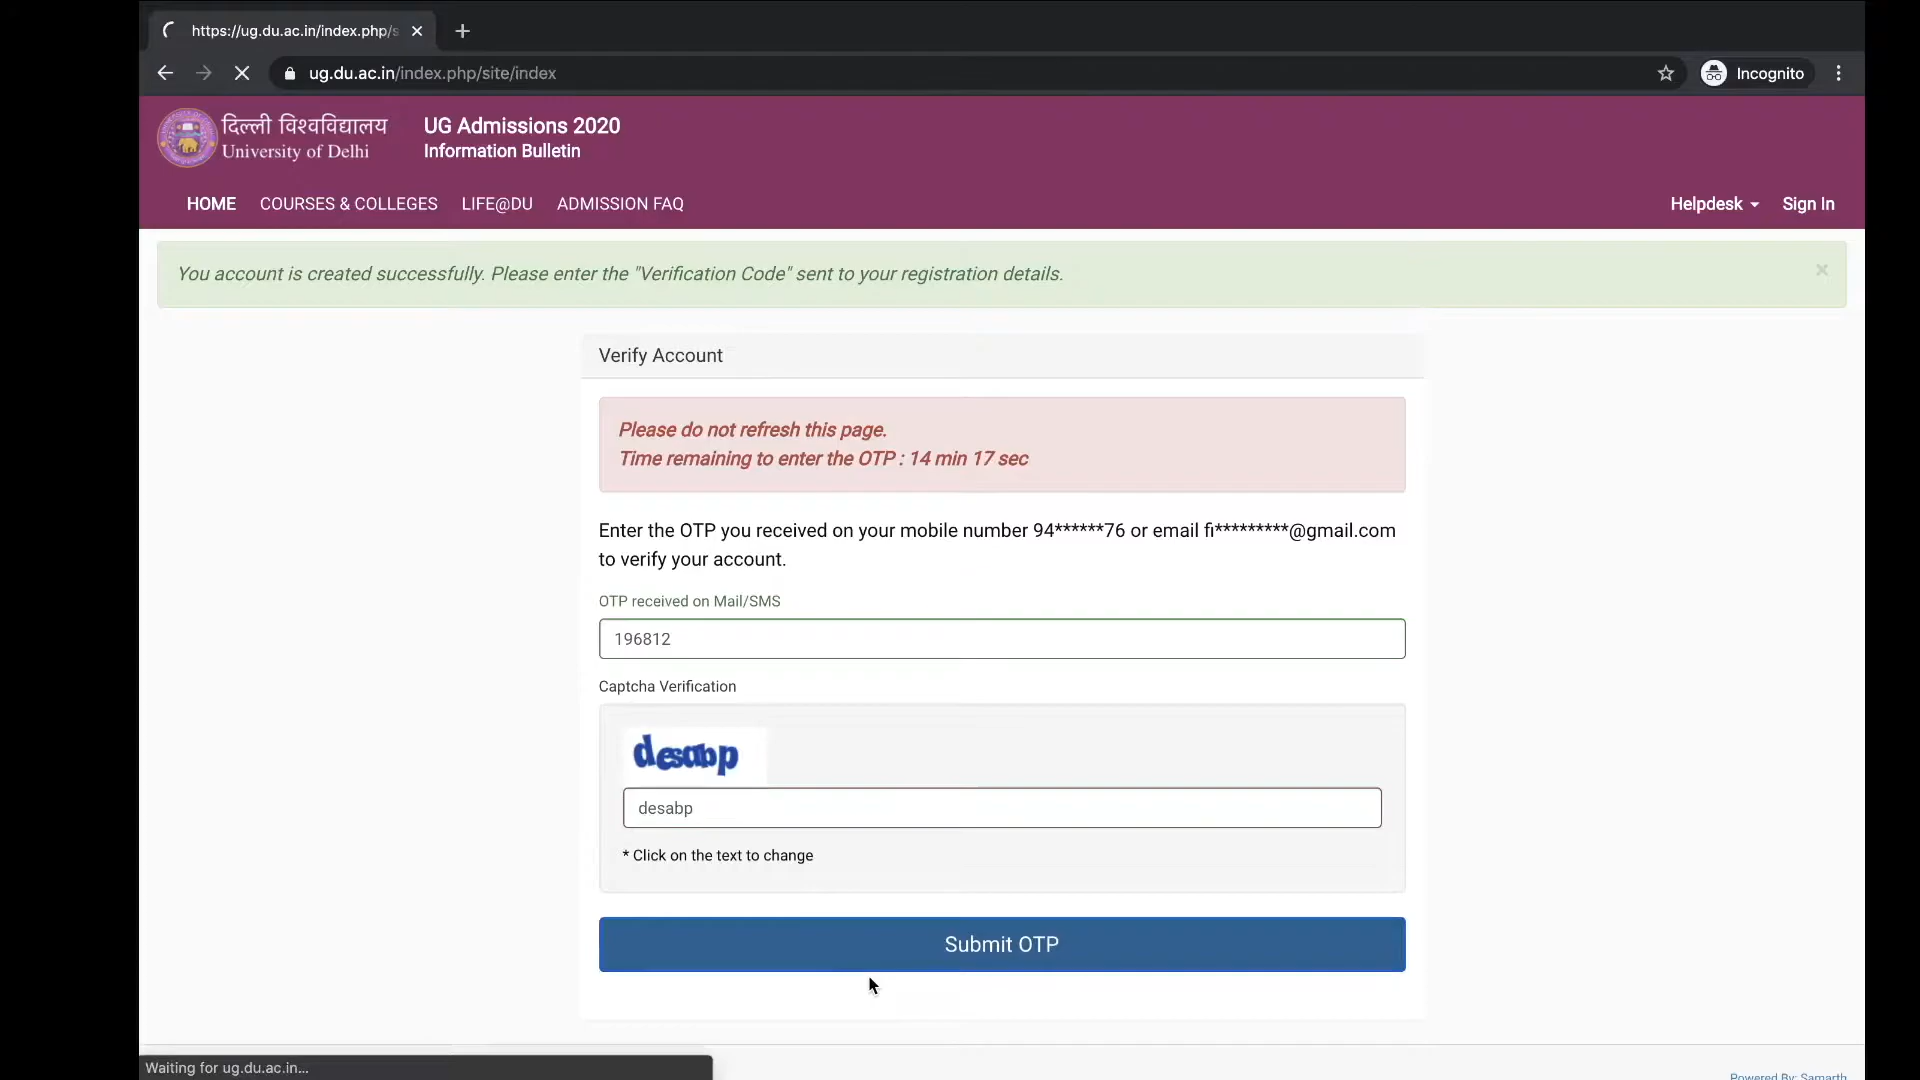 https://ug.du.ac.in/index.php/s
ug.du.ac.in/index.php/site/index
Incognito
दिल्ली विश्वविद्यालय
University of Delhi
UG Admissions 2020
Information Bulletin
HOME COURSES & COLLEGES LIFE@DU ADMISSION FAQ Helpdesk Sign In
You account is created successfully. Please enter the "Verification Code" sent to your registration details.
×
Verify Account
Please do not refresh this page.
Time remaining to enter the OTP : 14 min 17 sec
Enter the OTP you received on your mobile number 94******76 or email fi*********@gmail.com
to verify your account.
OTP received on Mail/SMS
196812
Captcha Verification
desabp
desabp
* Click on the text to change
Submit OTP
Waiting for ug.du.ac.in...
Powered By: Samarth